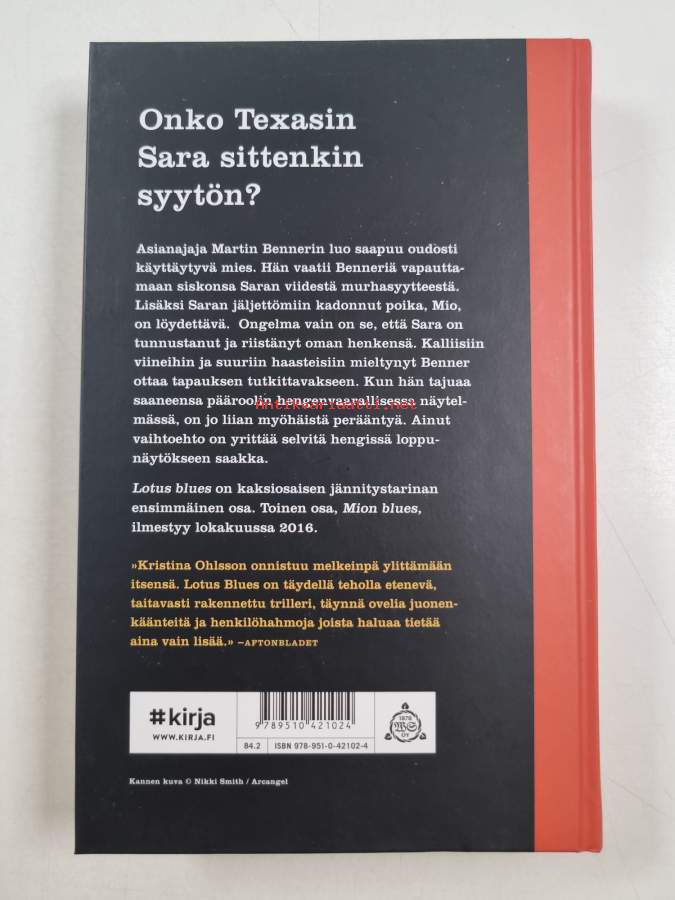 Onko Texasin
Sara sittenkin
syytön?
Asianajaja Martin Bennerin luo saapuu oudosti
käyttäytyvä mies. Hän vaatii Benneriä vapautta-
maan siskonsa Saran viidestä murhasyytteestä.
Lisäksi Saran jäljettömiin kadonnut poika, Mio,
on löydettävä. Ongelma vain on se, että Sara on
tunnustanut ja riistänyt oman henkensä. Kalliisiin
viineihin ja suuriin haasteisiin mieltynyt Benner
ottaa tapauksen tutkittavakseen. Kun hän tajuaa
saaneensa pääroolin hengenvaarallisessa näytel-
Antikvariaatti.net
mässä, on jo liian myöhäistä perääntyä. Ainut
vaihtoehto on yrittää selvitä hengissä loppu-
näytökseen saakka.
Lotus blues on kaksiosaisen jännitystarinan
ensimmäinen osa. Toinen osa, Mion blues,
ilmestyy lokakuussa 2016.
»Kristina Ohlsson onnistuu melkeinpä ylittämään
itsensä. Lotus Blues on täydellä teholla etenevä,
taitavasti rakennettu trilleri, täynnä ovelia juonen-
käänteitä ja henkilöhahmoja joista haluaa tietää
aina vain lisää.» –AFTONBLADET
#kirja
WWW.KIRJA.FI
9 789510 421024
84.2 ISBN 978-951-0-42102-4
1878
WS
OY
Kannen kuva © Nikki Smith / Arcangel